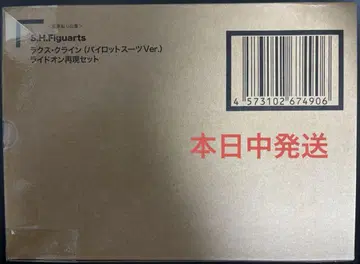 S.H.Figuarts
ラクス・クライン（パイロットスーツVer.）
ライドオン再現セット
4 573102 674906
本日中発送